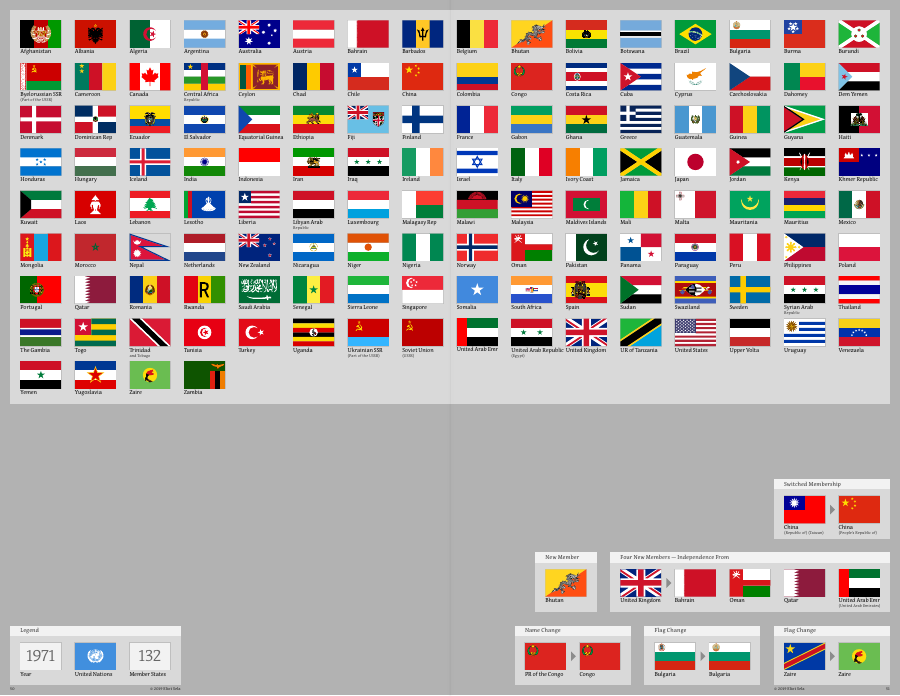 Afghanistan Albania Algeria Argentina Australia Austria Bahrain Barbados Belgium Bhutan Bolivia Botswana Brazil Bulgaria Burma Burundi
Byelorussian SSR Cameroon Canada Central Africa Ceylon Chad Chile China Colombia Congo Costa Rica Cuba Cyprus Czechoslovakia Dahomey Dem Yemen
(Part of the USSR) Republic
Denmark Dominican Rep Ecuador El Salvador Equatorial Guinea Ethiopia Fiji Finland France Gabon Ghana Greece Guatemala Guinea Guyana Haiti
Honduras Hungary Iceland India Indonesia Iran Iraq Ireland Israel Italy Ivory Coast Jamaica Japan Jordan Kenya Khmer Republic
Kuwait Laos Lebanon Lesotho Liberia Libyan Arab Luxembourg Malagasy Rep Malawi Malaysia Maldives Islands Mali Malta Mauritania Mauritius Mexico
Republic
Mongolia Morocco Nepal Netherlands New Zealand Nicaragua Niger Nigeria Norway Oman Pakistan Panama Paraguay Peru Philippines Poland
Portugal Qatar Romania Rwanda Saudi Arabia Senegal Sierra Leone Singapore Somalia South Africa Spain Sudan Swaziland Sweden Syrian Arab Thailand
Republic
The Gambia Togo Trinidad Tunisia Turkey Uganda Ukrainian SSR Soviet Union United Arab Emr United Arab Republic United Kingdom UR of Tanzania United States Upper Volta Uruguay Venezuela
and Tobago (Part of the USSR) (USSR) (Egypt)
Yemen Yugoslavia Zaire Zambia
Switched Membership
China China
(Republic of) (Taiwan) (People's Republic of)
New Member
Bhutan
Four New Members — Independence From
United Kingdom Bahrain Oman Qatar United Arab Emr
(United Arab Emirates)
Legend
1971 132
Year United Nations Member States
Name Change
PR of the Congo Congo
Flag Change
Bulgaria Bulgaria
Flag Change
Zaire Zaire